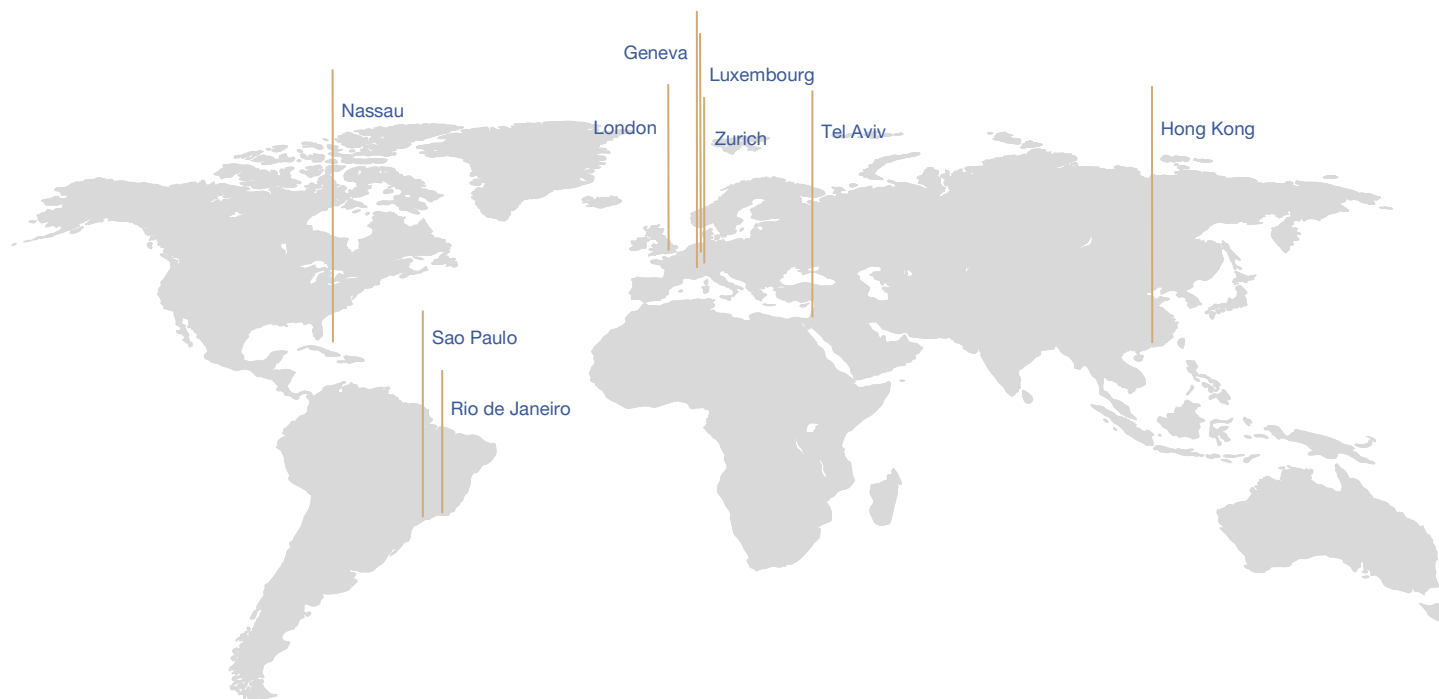 Geneva
Luxembourg
Nassau
London
Zurich
Tel Aviv
Hong Kong
Sao Paulo
Rio de Janeiro